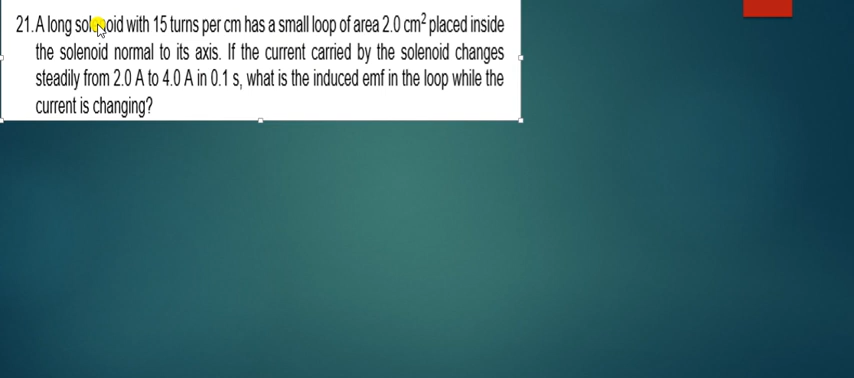 21. A long solenoid with 15 turns per cm has a small loop of area 2.0 cm² placed inside
the solenoid normal to its axis. If the current carried by the solenoid changes
steadily from 2.0 A to 4.0 A in 0.1 s, what is the induced emf in the loop while the
current is changing?